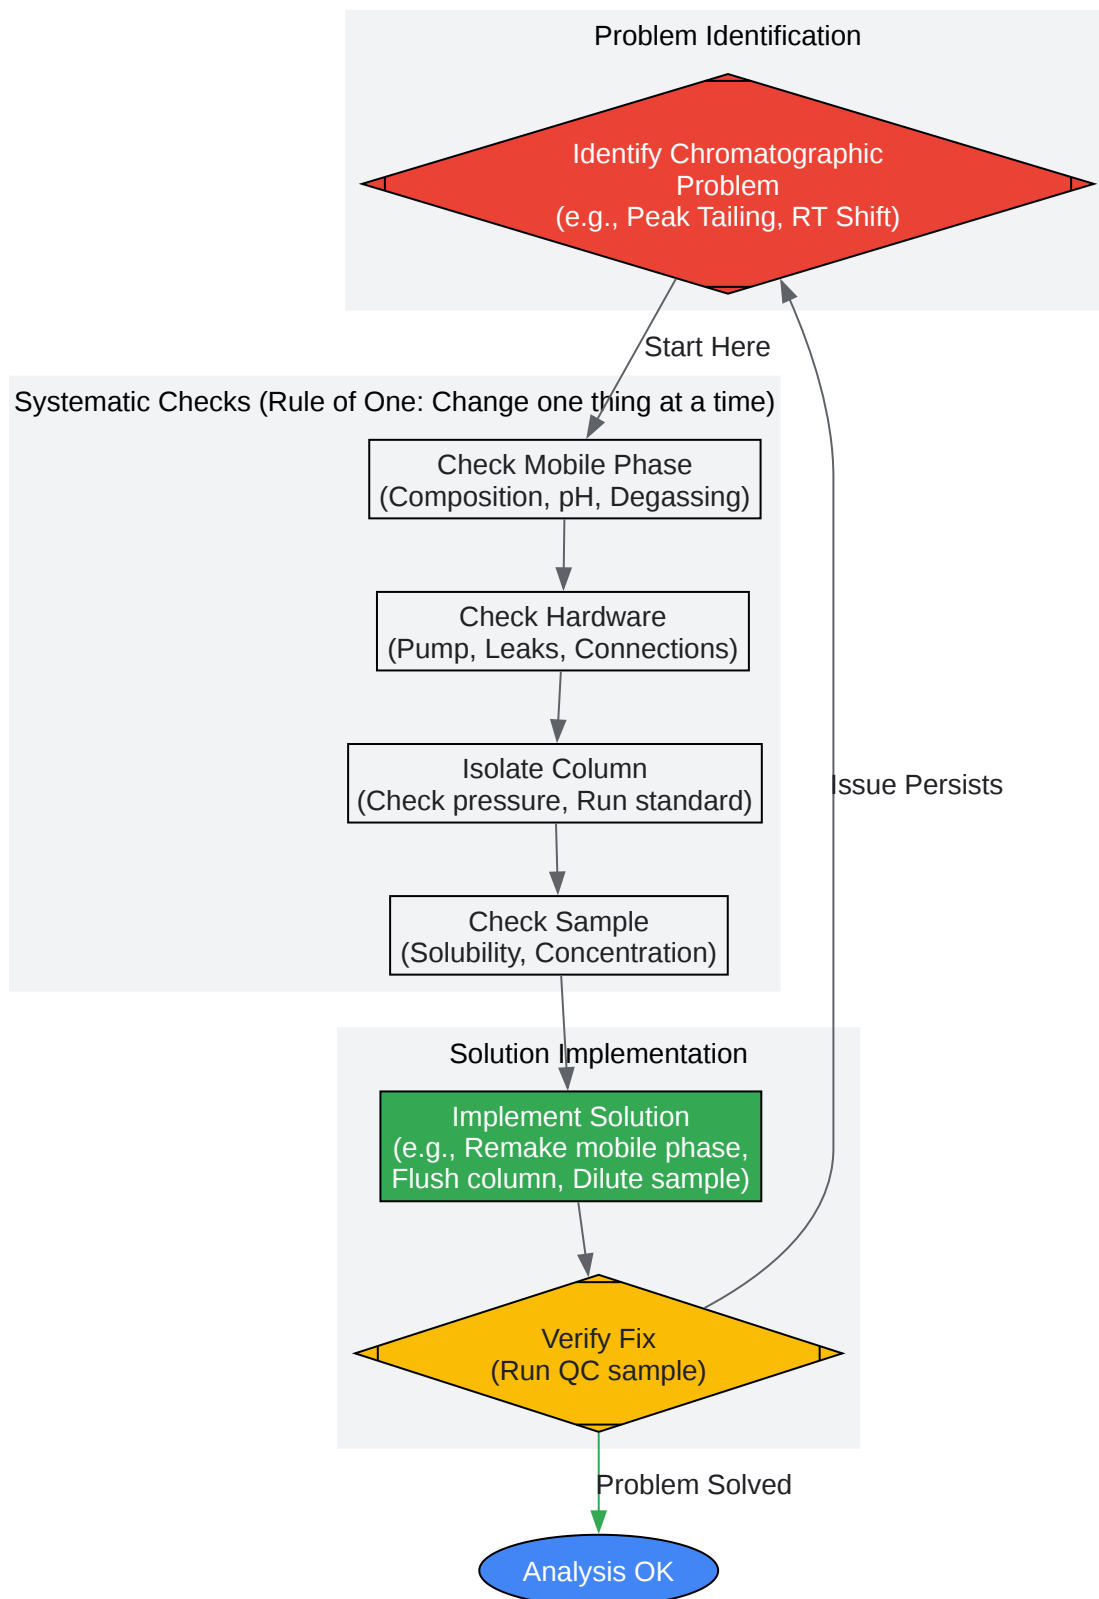 Problem Identification
Identify Chromatographic
Problem
(e.g., Peak Tailing, RT Shift)
Start Here
Systematic Checks (Rule of One: Change one thing at a time)
Check Mobile Phase
(Composition, pH, Degassing)
Check Hardware
(Pump, Leaks, Connections)
Isolate Column
(Check pressure, Run standard)
Issue Persists
Check Sample
(Solubility, Concentration)
Solution Implementation
Implement Solution
(e.g., Remake mobile phase,
Flush column, Dilute sample)
Verify Fix
(Run QC sample)
Problem Solved
Analysis OK